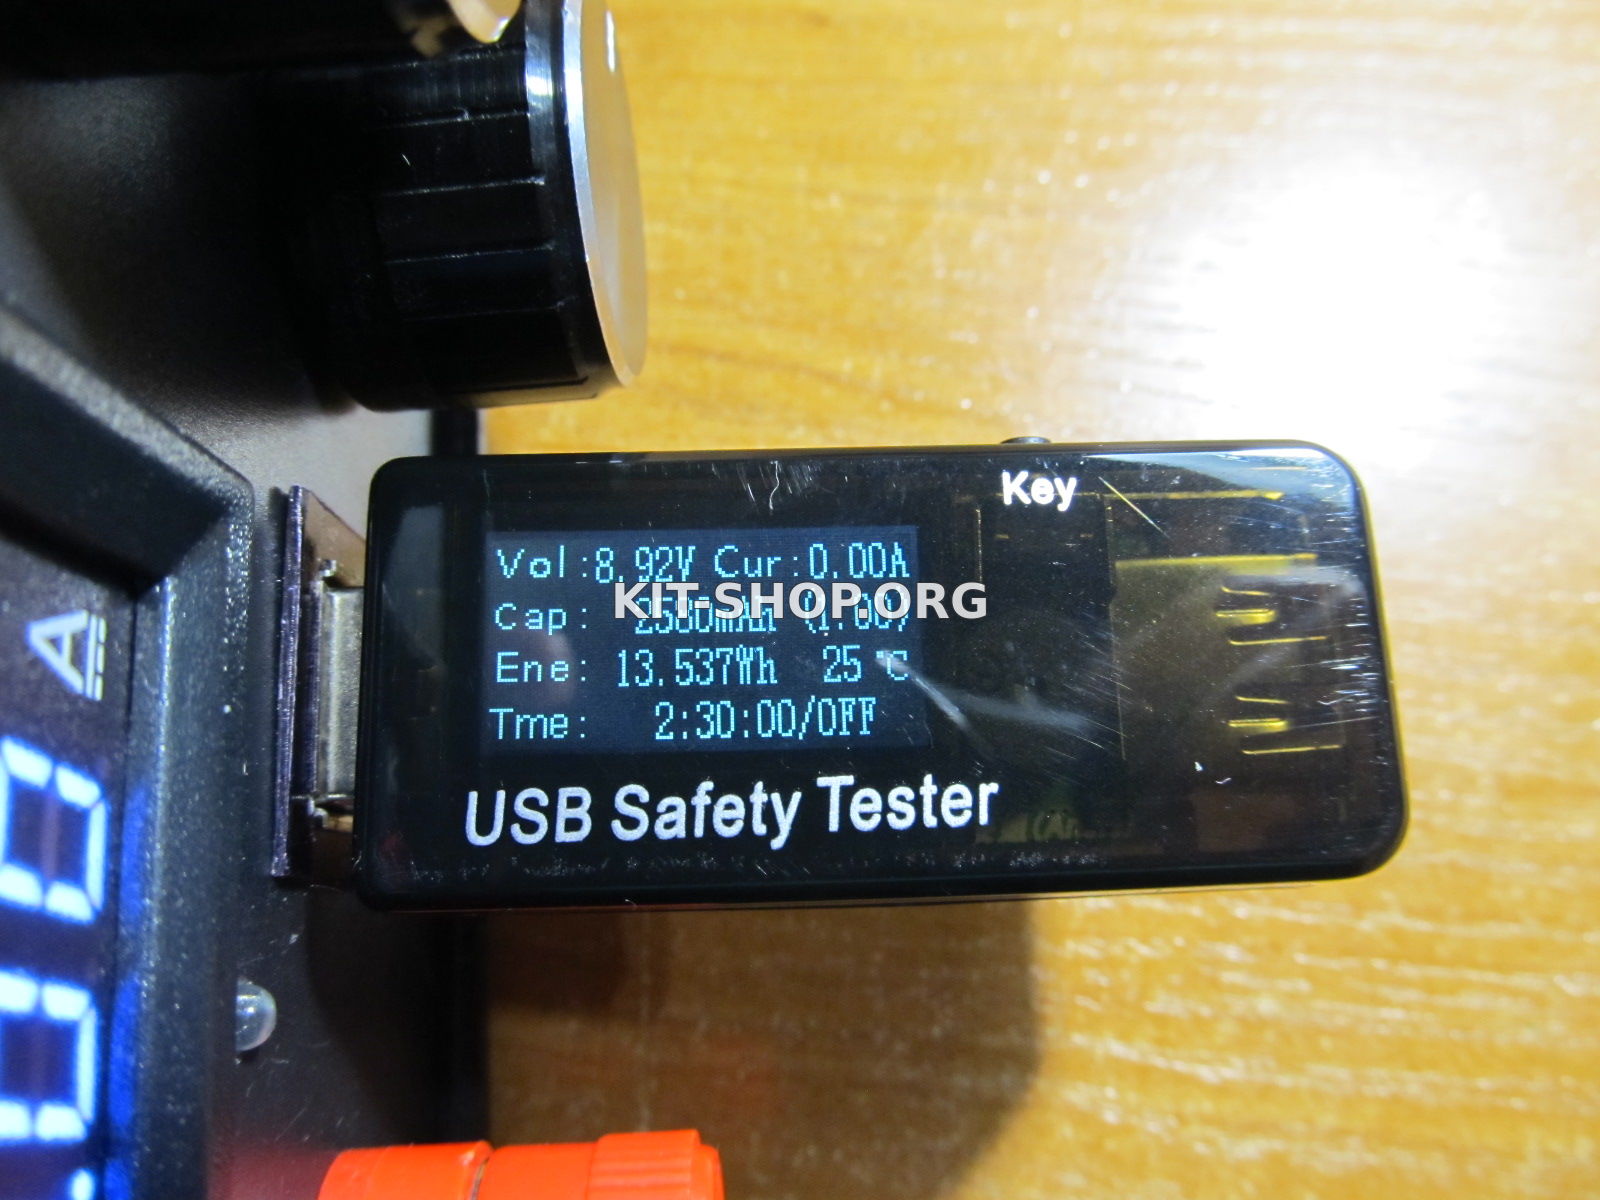 Key
Vol:8.92V Cur:0.00A
KIT-SHOP.ORG
Cap:
Ene: 13.537Wh 25℃
Tme: 2:30:00/OFF
USB Safety Tester
A